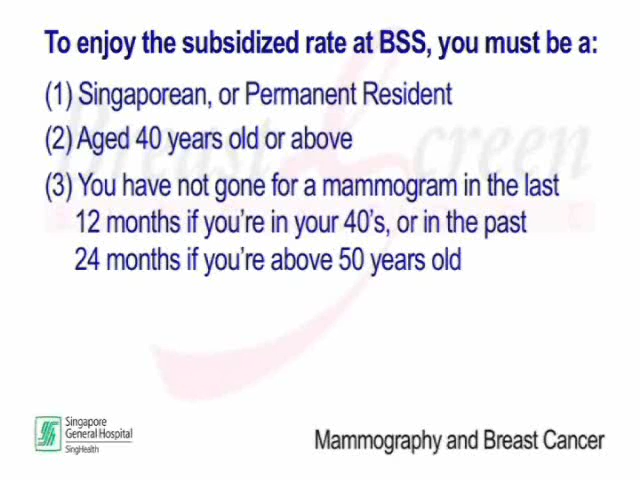 To enjoy the subsidized rate at BSS, you must be a:
(1) Singaporean, or Permanent Resident
(2) Aged 40 years old or above
(3) You have not gone for a mammogram in the last
12 months if you're in your 40's, or in the past
24 months if you're above 50 years old
Breast Screen
Singapore
General Hospital
SingHealth
Mammography and Breast Cancer